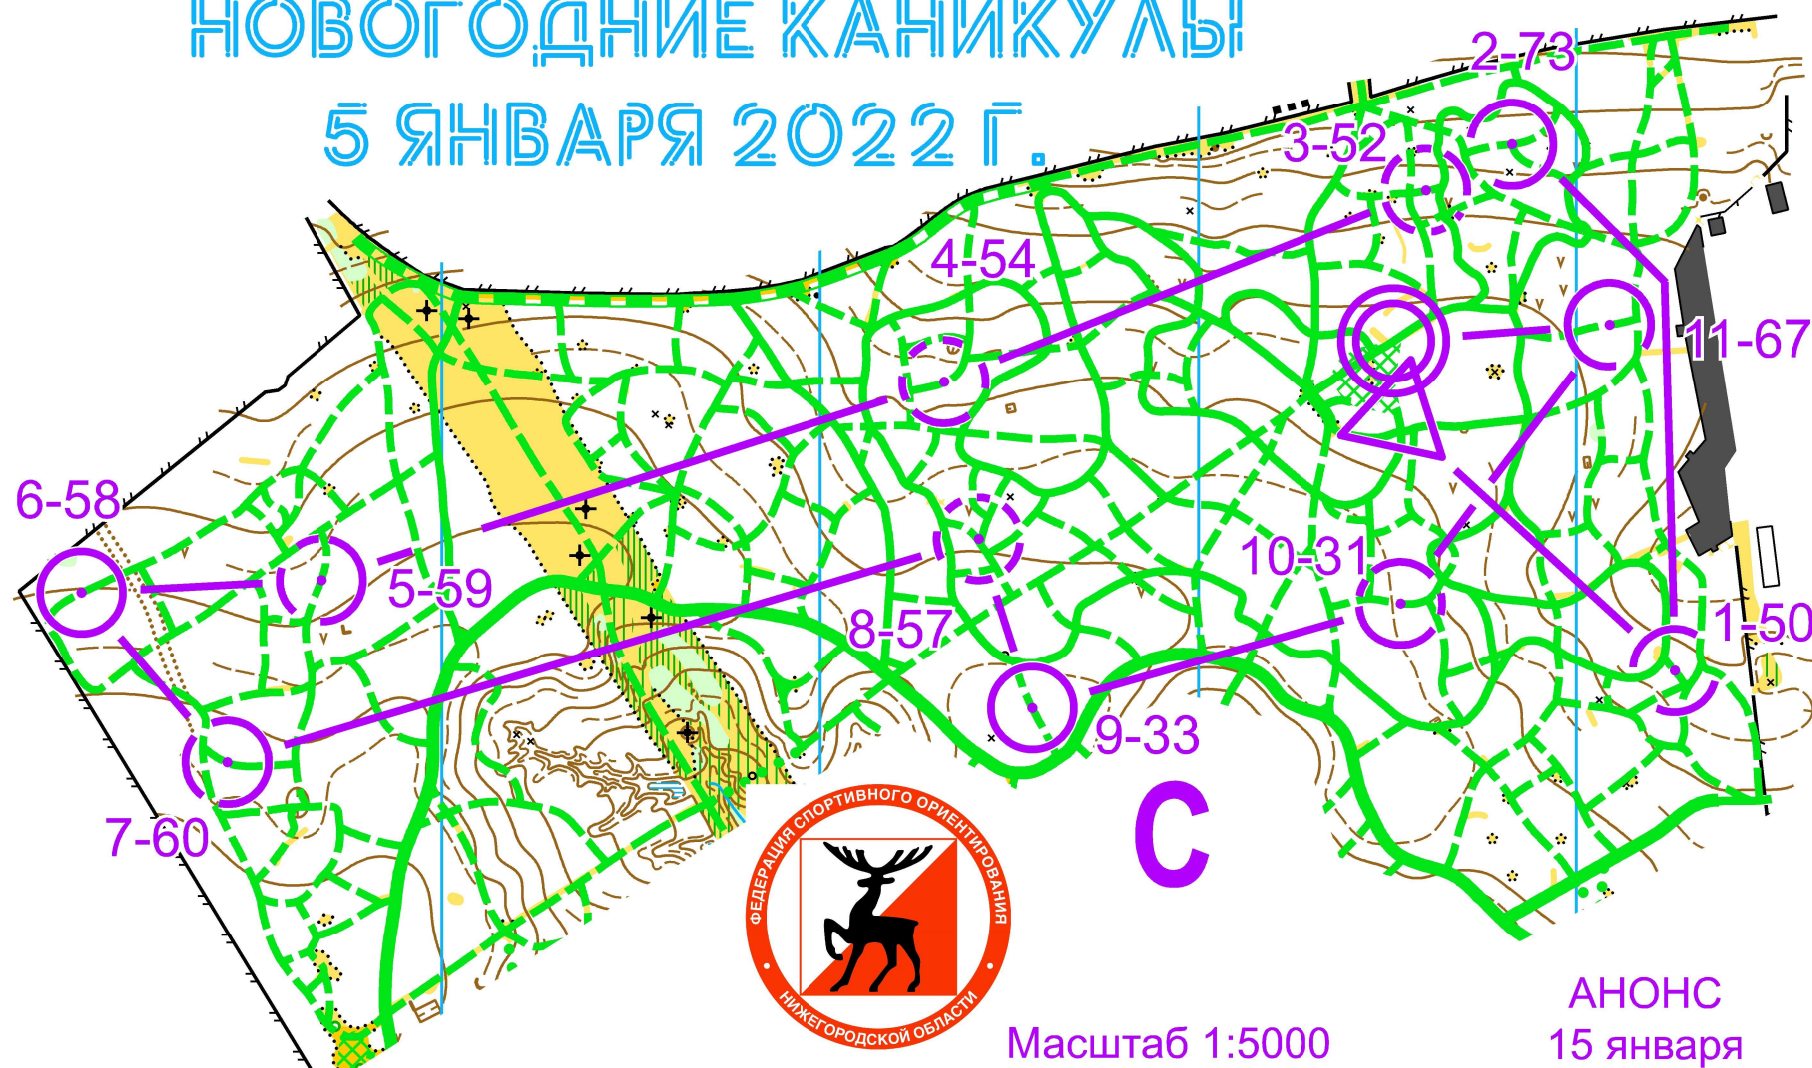 НОВОГОДНИЕ КАНИКУЛЫ
5 ЯНВАРЯ 2022 Г.
2-73
3-52
4-54
11-67
6-58
5-59
10-31
1-50
8-57
9-33
7-60
С
ФЕДЕРАЦИЯ СПОРТИВНОГО ОРИЕНТИРОВАНИЯ
НИЖЕГОРОДСКОЙ ОБЛАСТИ
Масштаб 1:5000
АНОНС
15 января